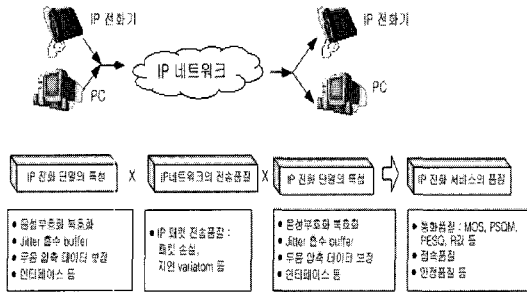 IP 전화기
IP 전화기
IP 네트워크
PC
PC
IP 전화 단말의 특성 X IP네트워크의 전송품질 X IP 전화 단말의 특성 IP 전화 서비스의 품질
• 음성부호화 복호화
• Jitter 흡수 buffer
• 무음 압축 데이터 보정
• 인터페이스 등
• IP 패킷 전송품질 :
패킷 손실,
지연 variatom 등
• 음성부호화 복호화
• Jitter 흡수 buffer
• 무음 압축 데이터 보정
• 인터페이스 등
• 통화품질 : MOS, PSQM,
PESQ, R값 등
• 접속품질
• 안정품질 등